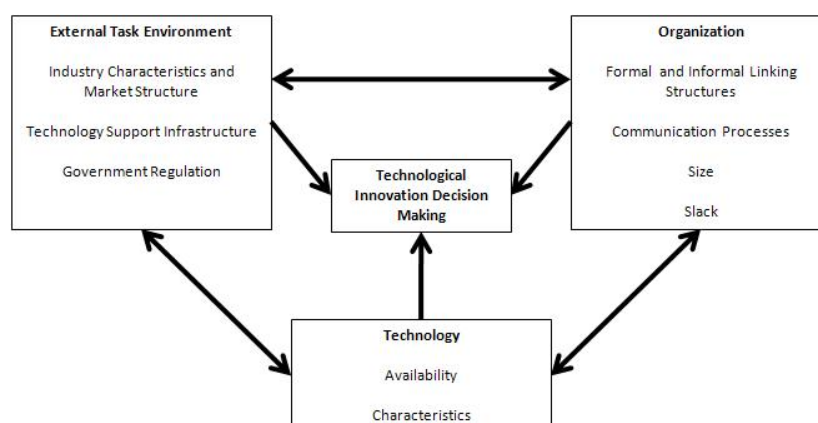 External Task Environment
Industry Characteristics and
Market Structure
Technology Support Infrastructure
Government Regulation
Organization
Formal and Informal Linking
Structures
Communication Processes
Size
Slack
Technological
Innovation Decision
Making
Technology
Availability
Characteristics